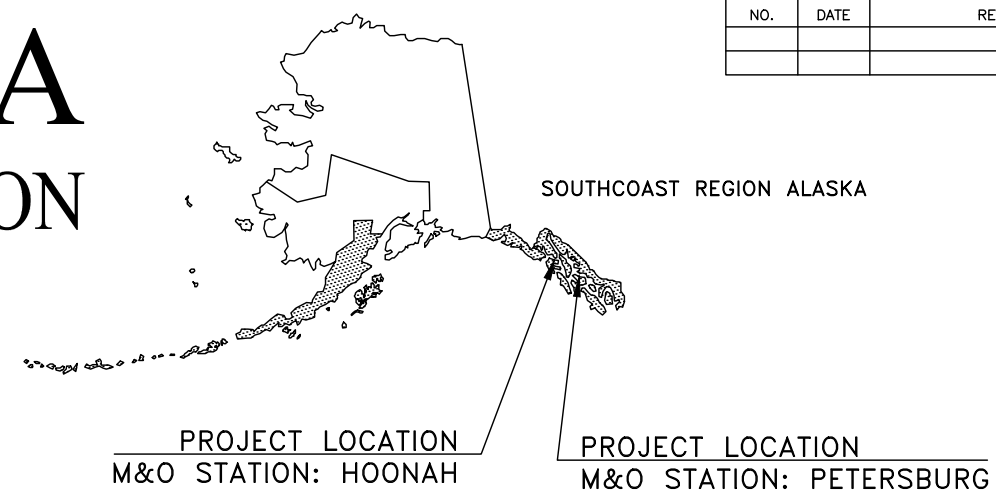 NO. DATE RE
A
ON
SOUTHCOAST REGION ALASKA
PROJECT LOCATION
M&O STATION: HOONAH
PROJECT LOCATION
M&O STATION: PETERSBURG